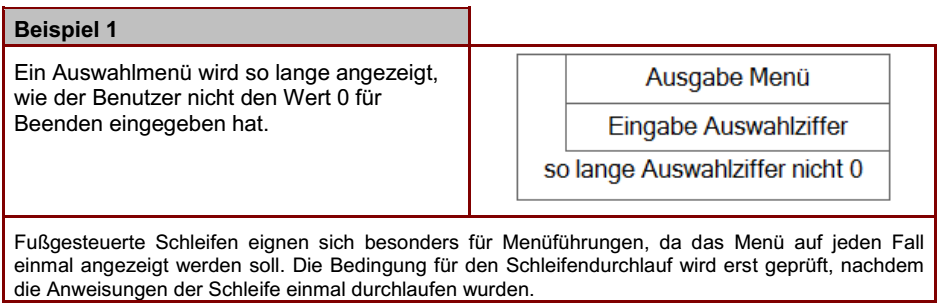 Beispiel 1
Ein Auswahlmenü wird so lange angezeigt,
wie der Benutzer nicht den Wert 0 für
Beenden eingegeben hat.
Ausgabe Menü
Eingabe Auswahlziffer
so lange Auswahlziffer nicht 0
Fußgesteuerte Schleifen eignen sich besonders für Menüführungen, da das Menü auf jeden Fall
einmal angezeigt werden soll. Die Bedingung für den Schleifendurchlauf wird erst geprüft, nachdem
die Anweisungen der Schleife einmal durchlaufen wurden.